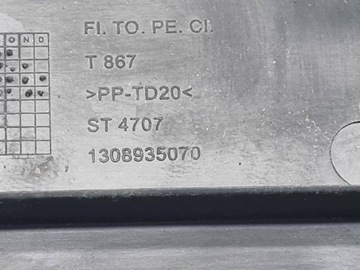 O N D
FI. TO. PE. CI.
T 867
>PP-TD20<
ST 4707
1308935070